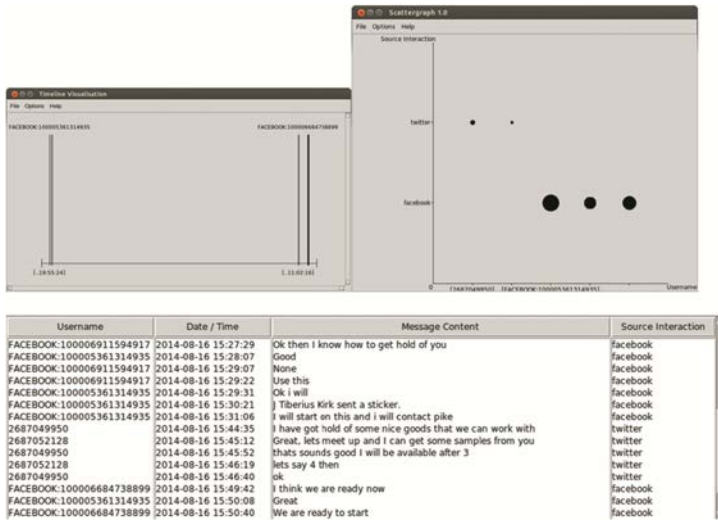 Scattergraph 1.0
File Options Help
Source Interaction
twitter
facebook
0
[2687049950]...[FACEBOOK:100005361314935]
Username
Timeline Visualisation
File Options Help
FACEBOOK:100005361314935 FACEBOOK:100006684738899
[..18:55:24] [..11:02:16]
Username Date / Time Message Content Source Interaction
FACEBOOK:100006911594917 2014-08-16 15:27:29 Ok then I know how to get hold of you facebook
FACEBOOK:100005361314935 2014-08-16 15:28:07 Good facebook
FACEBOOK:100006911594917 2014-08-16 15:29:07 None facebook
FACEBOOK:100006911594917 2014-08-16 15:29:22 Use this facebook
FACEBOOK:100005361314935 2014-08-16 15:29:31 Ok i will facebook
FACEBOOK:100005361314935 2014-08-16 15:30:21 J Tiberius Kirk sent a sticker. facebook
FACEBOOK:100005361314935 2014-08-16 15:31:06 I will start on this and i will contact pike facebook
2687049950 2014-08-16 15:44:35 I have got hold of some nice goods that we can work with twitter
2687052128 2014-08-16 15:45:12 Great, lets meet up and I can get some samples from you twitter
2687049950 2014-08-16 15:45:52 thats sounds good I will be available after 3 twitter
2687052128 2014-08-16 15:46:19 lets say 4 then twitter
2687049950 2014-08-16 15:46:40 ok twitter
FACEBOOK:100006684738899 2014-08-16 15:49:42 I think we are ready now facebook
FACEBOOK:100005361314935 2014-08-16 15:50:08 Great facebook
FACEBOOK:100006684738899 2014-08-16 15:50:40 We are ready to start facebook